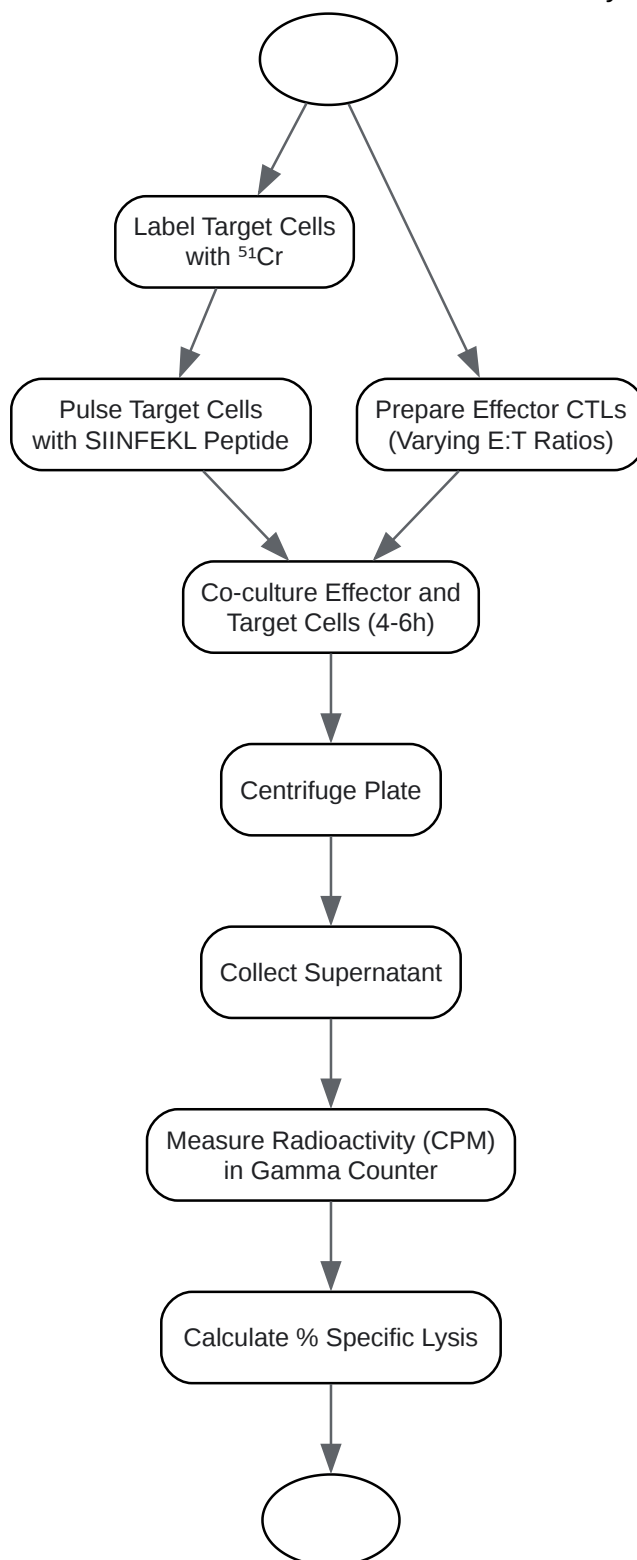 Label Target Cells
with ⁵¹Cr
Pulse Target Cells
with SIINFEKL Peptide
Prepare Effector CTLs
(Varying E:T Ratios)
Co-culture Effector and
Target Cells (4-6h)
Centrifuge Plate
Collect Supernatant
Measure Radioactivity (CPM)
in Gamma Counter
Calculate % Specific Lysis